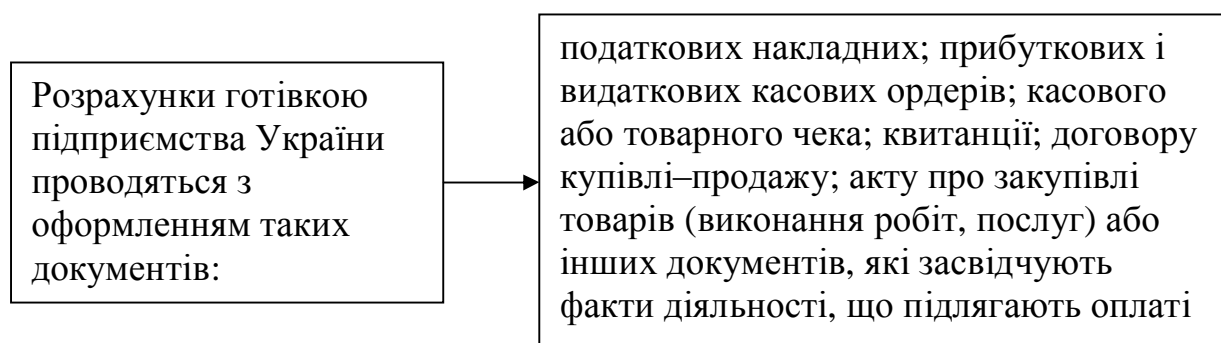 Розрахунки готівкою
підприємства України
проводяться з
оформленням таких
документів:
податкових накладних; прибуткових і
видаткових касових ордерів; касового
або товарного чека; квитанції; договору
купівлі–продажу; акту про закупівлі
товарів (виконання робіт, послуг) або
інших документів, які засвідчують
факти діяльності, що підлягають оплаті